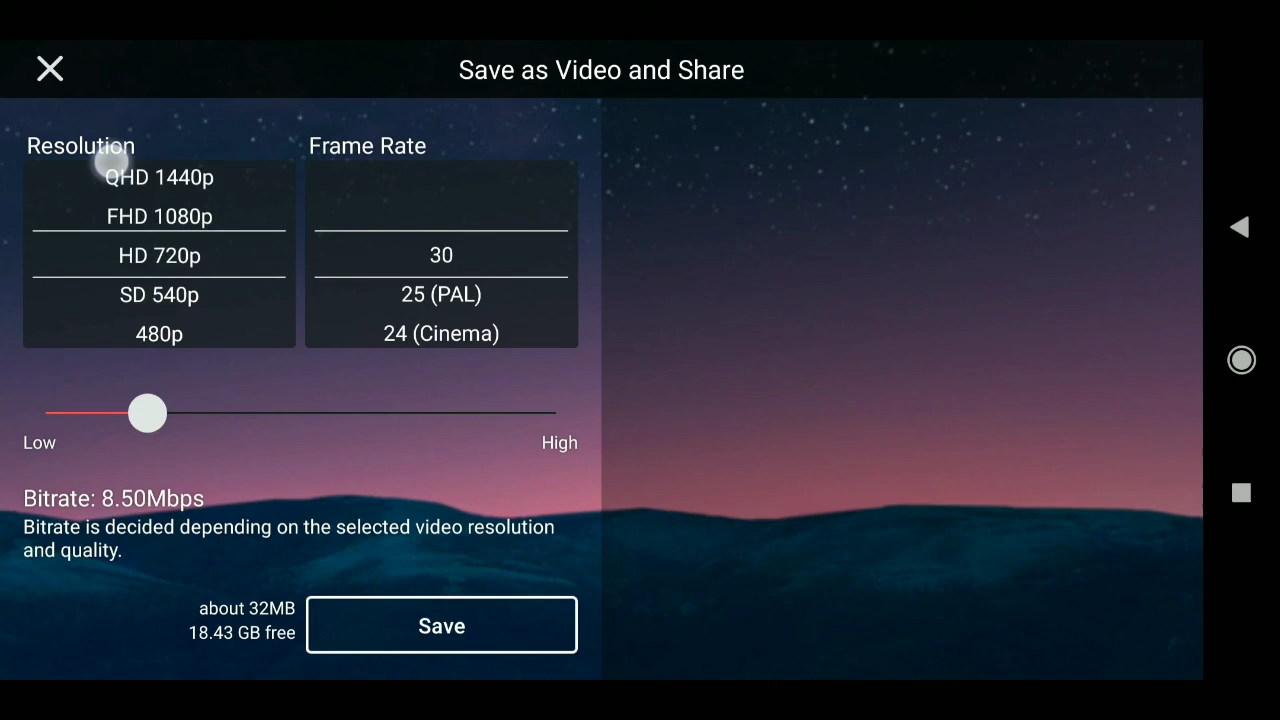 Save as Video and Share
Resolution
QHD 1440p
FHD 1080p
HD 720p
SD 540p
480p
Frame Rate
30
25 (PAL)
24 (Cinema)
Low
High
Bitrate: 8.50Mbps
Bitrate is decided depending on the selected video resolution
and quality.
about 32MB
18.43 GB free
Save